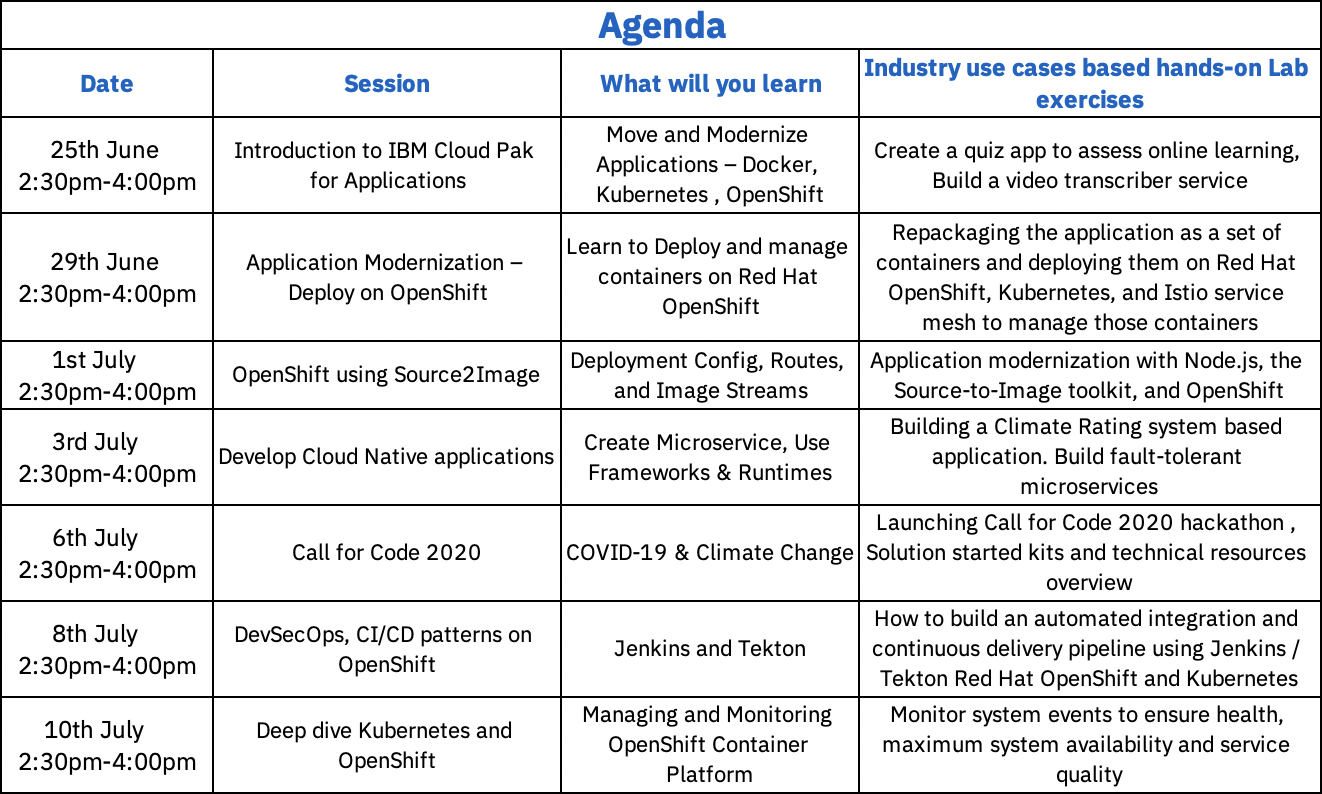 Agenda
Date
Session
What will you learn
Industry use cases based hands-on Lab
exercises
25th June
2:30pm-4:00pm
Introduction to IBM Cloud Pak
for Applications
Move and Modernize
Applications – Docker,
Kubernetes , OpenShift
Create a quiz app to assess online learning,
Build a video transcriber service
29th June
2:30pm-4:00pm
Application Modernization –
Deploy on OpenShift
Learn to Deploy and manage
containers on Red Hat
OpenShift
Repackaging the application as a set of
containers and deploying them on Red Hat
OpenShift, Kubernetes, and Istio service
mesh to manage those containers
1st July
2:30pm-4:00pm
OpenShift using Source2Image
Deployment Config, Routes,
and Image Streams
Application modernization with Node.js, the
Source-to-Image toolkit, and OpenShift
3rd July
2:30pm-4:00pm
Develop Cloud Native applications
Create Microservice, Use
Frameworks & Runtimes
Building a Climate Rating system based
application. Build fault-tolerant
microservices
6th July
2:30pm-4:00pm
Call for Code 2020
COVID-19 & Climate Change
Launching Call for Code 2020 hackathon ,
Solution started kits and technical resources
overview
8th July
2:30pm-4:00pm
DevSecOps, CI/CD patterns on
OpenShift
Jenkins and Tekton
How to build an automated integration and
continuous delivery pipeline using Jenkins /
Tekton Red Hat OpenShift and Kubernetes
10th July
2:30pm-4:00pm
Deep dive Kubernetes and
OpenShift
Managing and Monitoring
OpenShift Container
Platform
Monitor system events to ensure health,
maximum system availability and service
quality